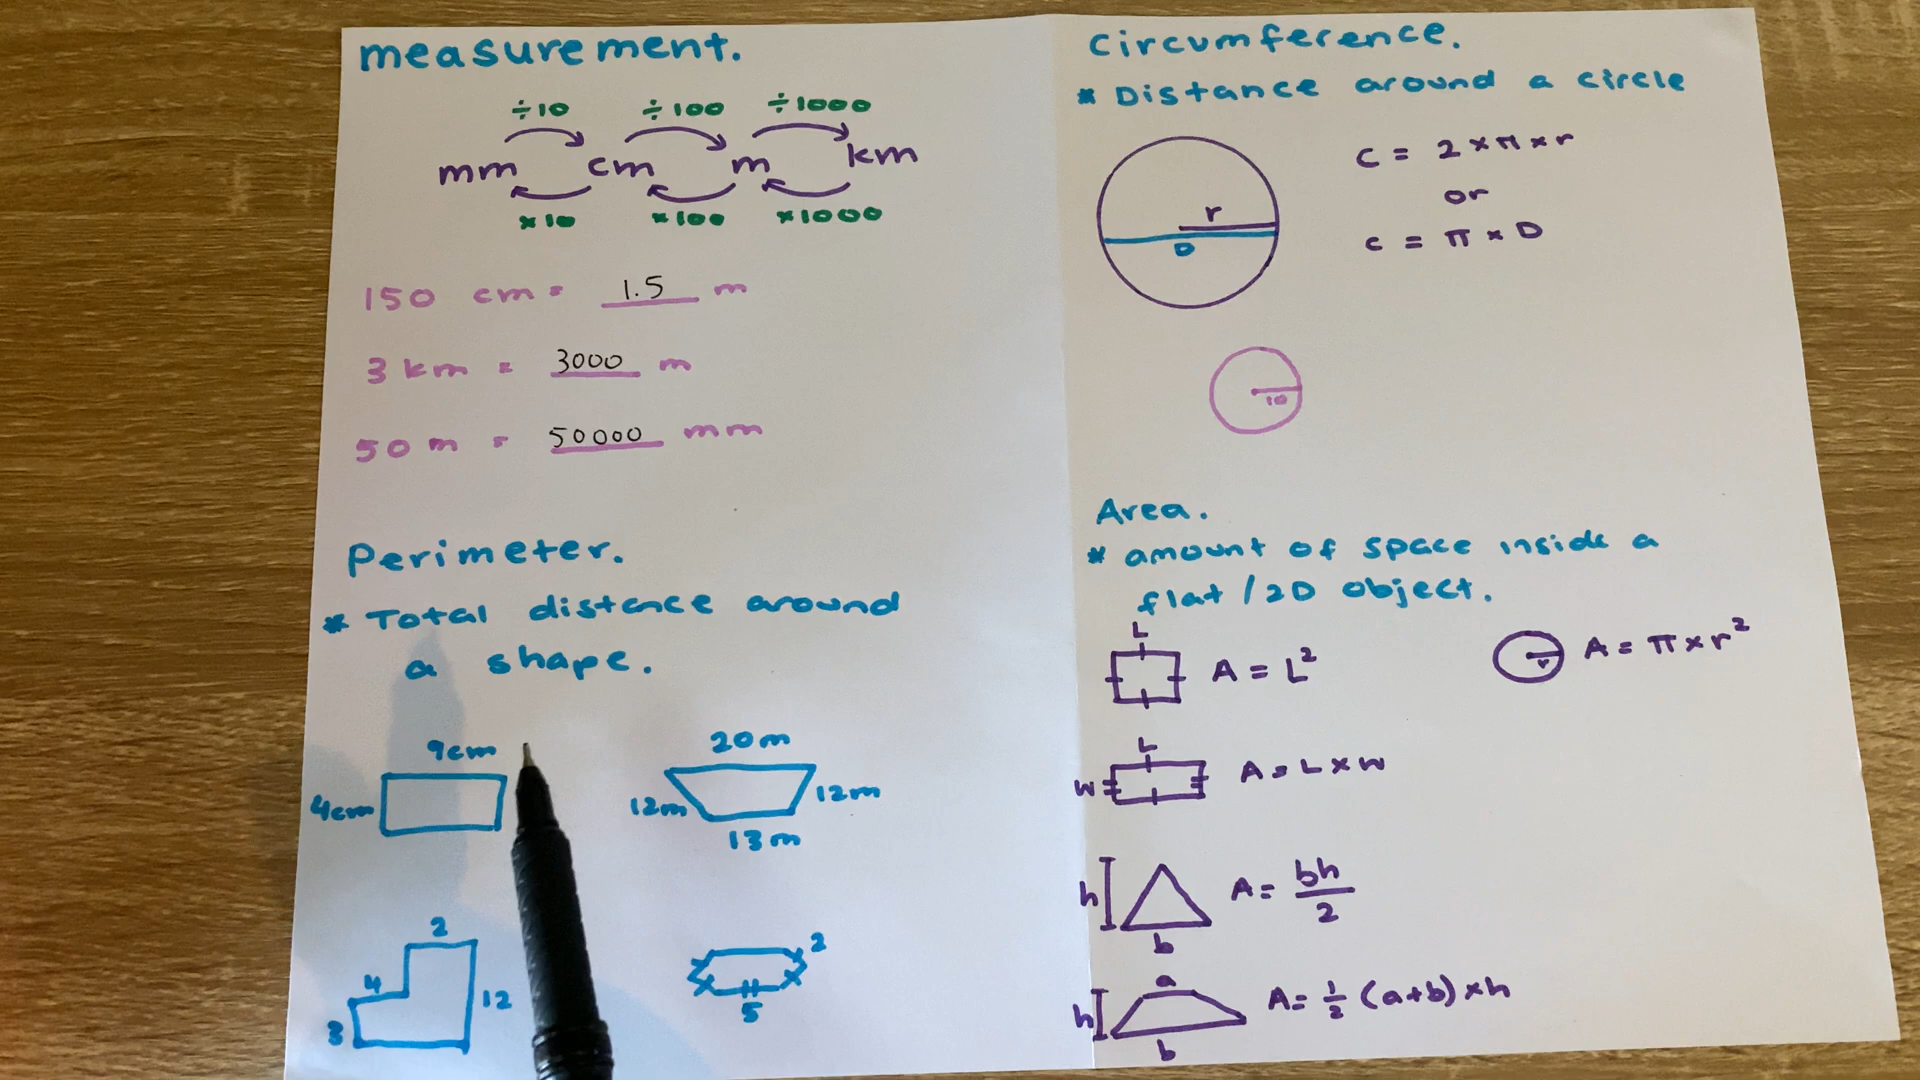 measurement.
÷10 ÷100 ÷1000
mm cm m km
×10 ×100 ×1000
150 cm = 1.5 m
3 km = 3000 m
50 m = 50000 mm
Perimeter.
* Total distance around
a shape.
9cm
4cm
20m
12m 12m
13m
2
4
12
3
2
5
Circumference.
* Distance around a circle
C = 2 × π × r
or
C = π × D
r
D
10
Area.
* amount of space inside a
flat / 2D object.
L
A = L²
r A = π × r²
L
W A = L × W
h A = bh/2
b
a
h A = ½ (a+b) × h
b